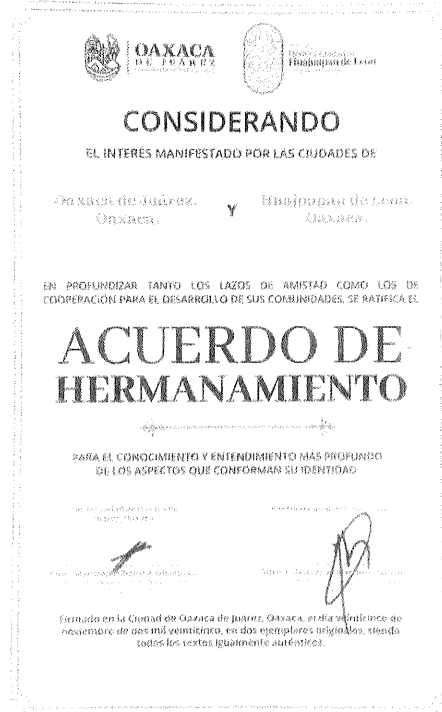 OAXACA
DE JUÁREZ
Huajuapan de León
CONSIDERANDO
EL INTERÉS MANIFESTADO POR LAS CIUDADES DE
Oaxaca de Juárez,
Oaxaca.
Y
Huajuapan de León,
Oaxaca.
EN PROFUNDIZAR TANTO LOS LAZOS DE AMISTAD COMO LOS DE
COOPERACIÓN PARA EL DESARROLLO DE SUS COMUNIDADES, SE RATIFICA EL
ACUERDO DE
HERMANAMIENTO
PARA EL CONOCIMIENTO Y ENTENDIMIENTO MÁS PROFUNDO
DE LOS ASPECTOS QUE CONFORMAN SU IDENTIDAD
Firmado en la Ciudad de Oaxaca de Juárez, Oaxaca, el día veinticinco de
noviembre de dos mil veinticinco, en dos ejemplares originales, siendo
todos los textos igualmente auténticos.